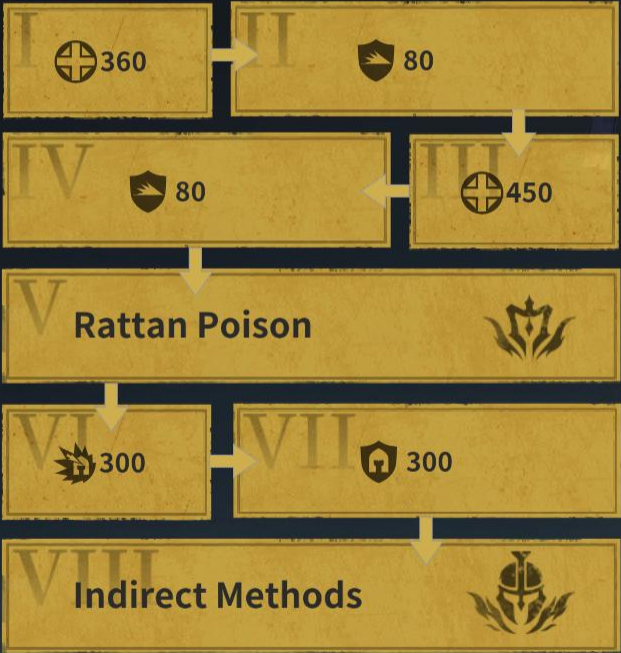 I 360
II 80
III 450
IV 80
V Rattan Poison
VI 300
VII 300
VIII Indirect Methods